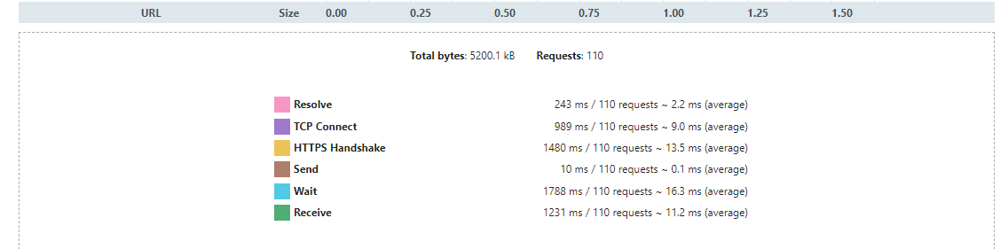 URL Size 0.00 0.25 0.50 0.75 1.00 1.25 1.50
Total bytes: 5200.1 kB Requests: 110
Resolve 243 ms / 110 requests ~ 2.2 ms (average)
TCP Connect 989 ms / 110 requests ~ 9.0 ms (average)
HTTPS Handshake 1480 ms / 110 requests ~ 13.5 ms (average)
Send 10 ms / 110 requests ~ 0.1 ms (average)
Wait 1788 ms / 110 requests ~ 16.3 ms (average)
Receive 1231 ms / 110 requests ~ 11.2 ms (average)